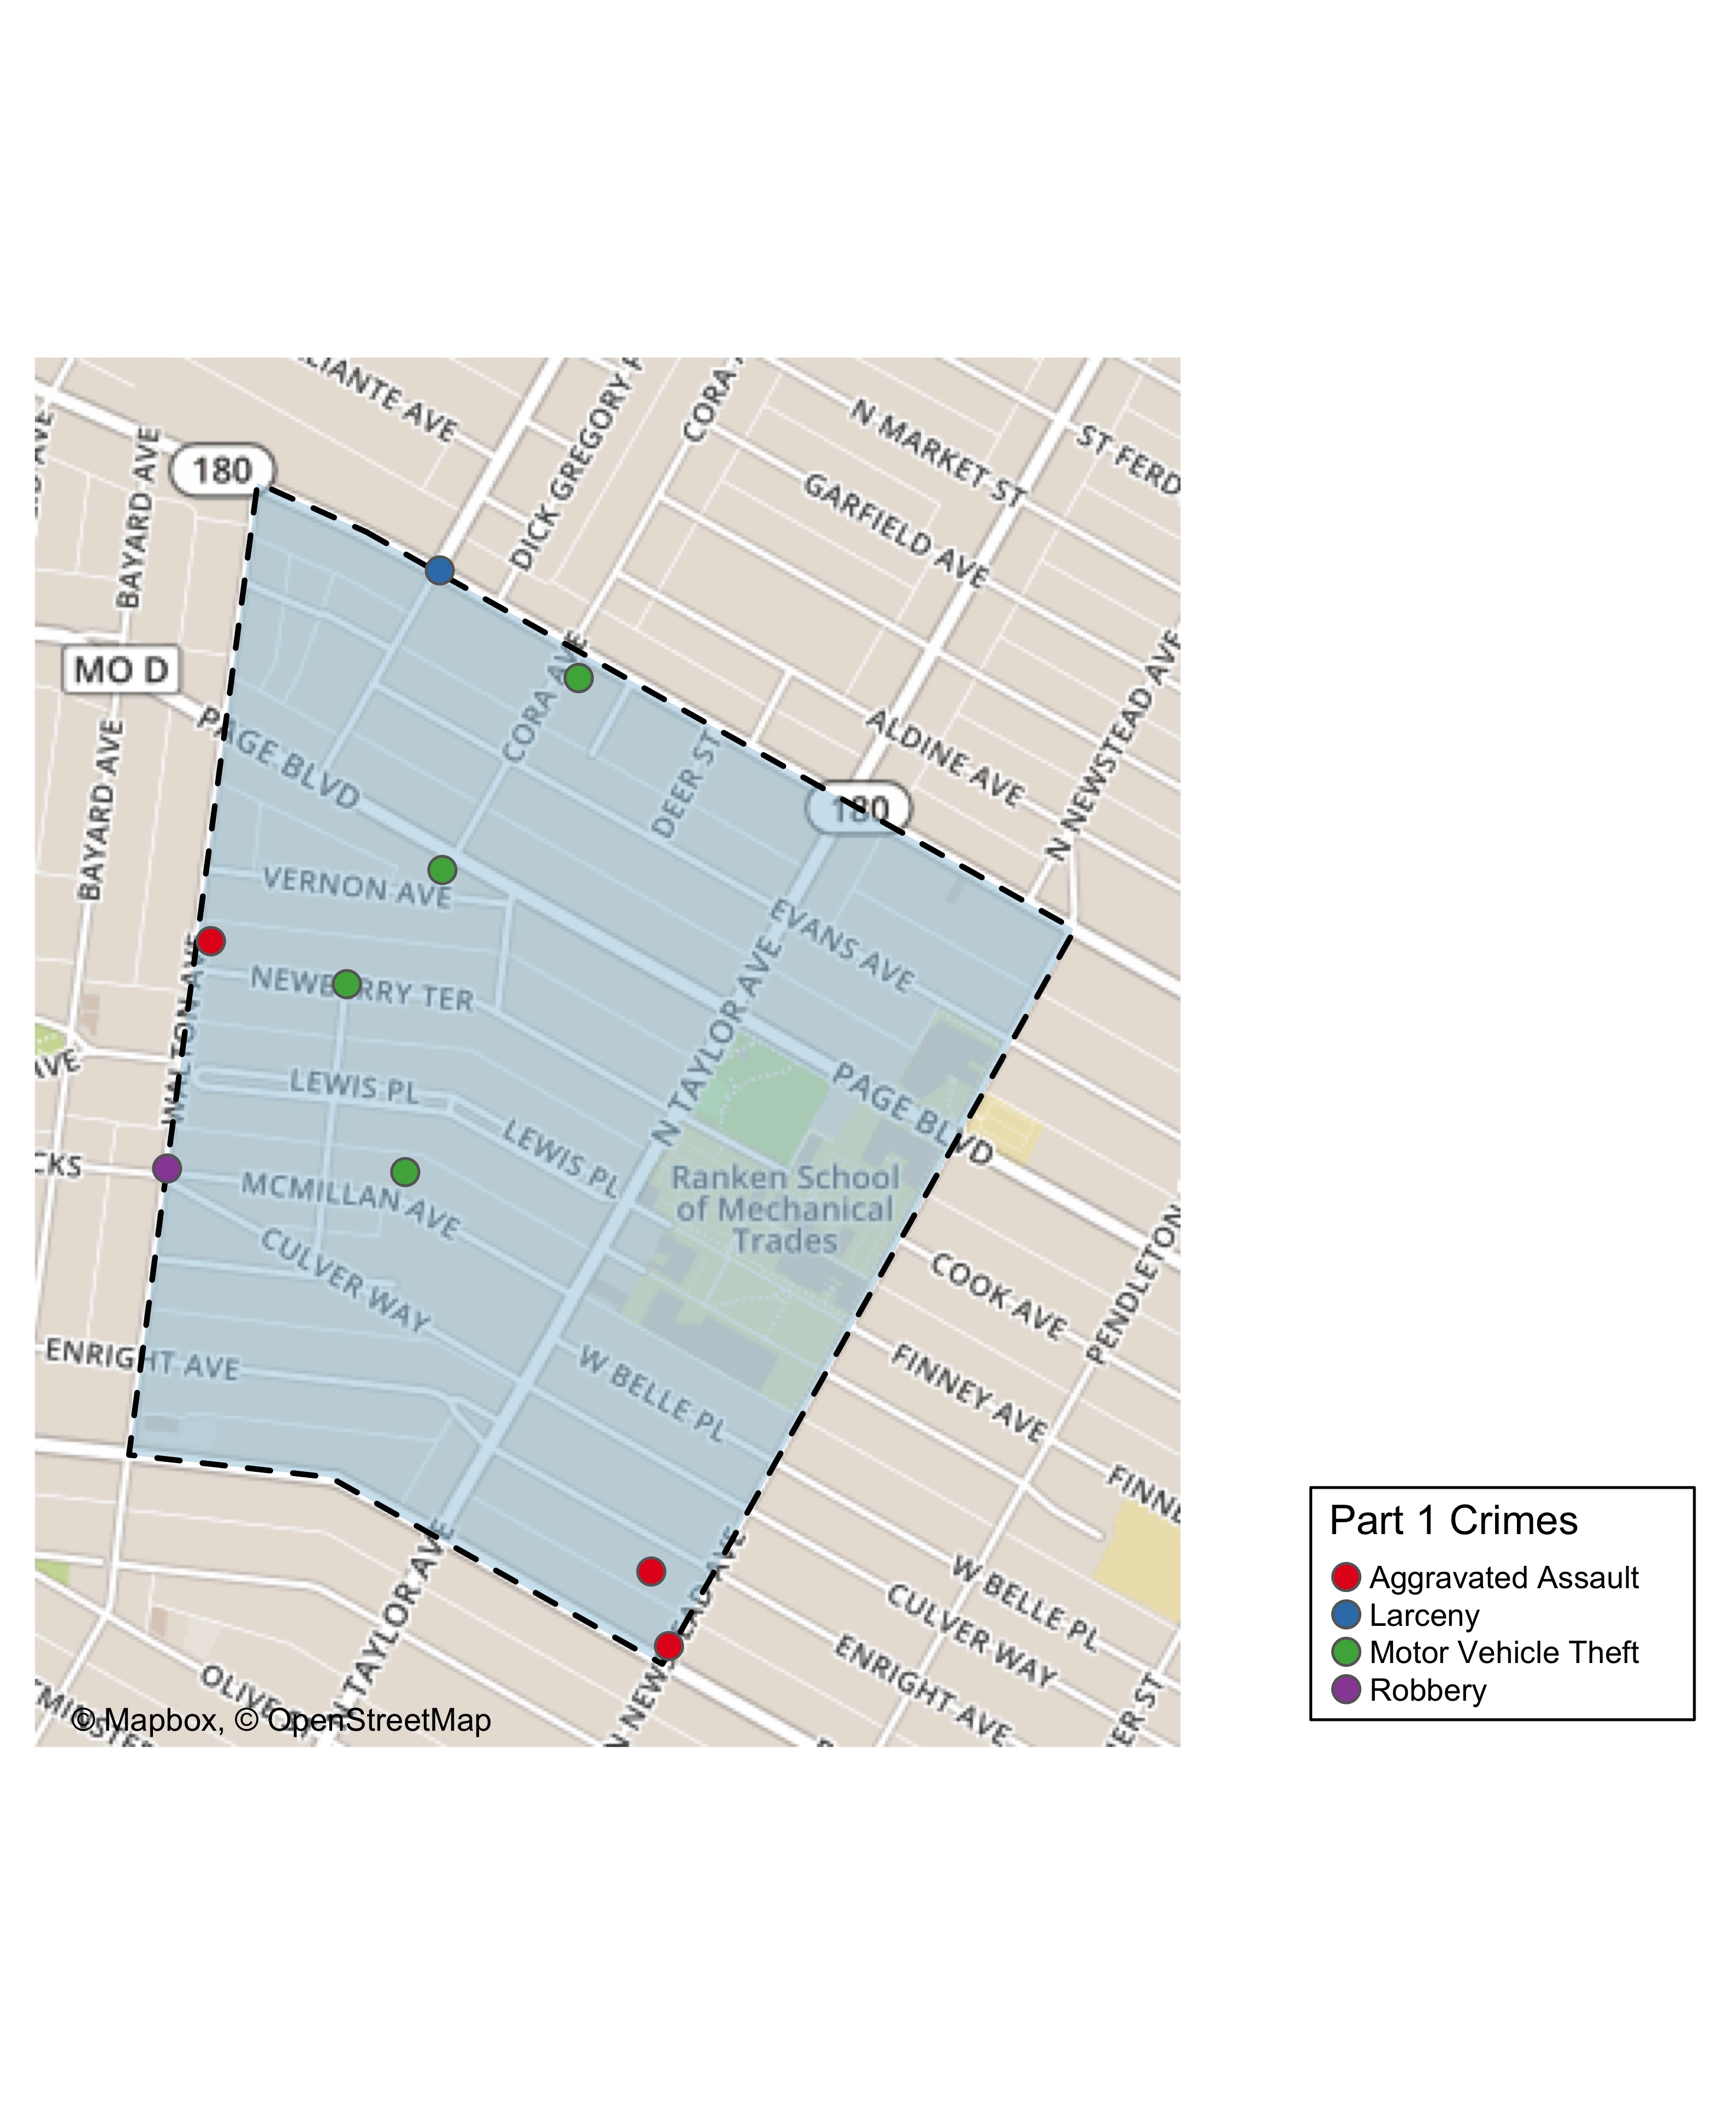 LIANTE AVE
DICK GREGORY P
CORA
N MARKET ST
ST FERD
GARFIELD AVE
180
BAYARD AVE
AVE
MO D
PAGE BLVD
CORA AVE
DEER ST
ALDINE AVE
N NEWSTEAD AVE
180
BAYARD AVE
VERNON AVE
EVANS AVE
WALTON AVE
NEWBERRY TER
N TAYLOR AVE
AVE
LEWIS PL
LEWIS PL
PAGE BLVD
CKS
MCMILLAN AVE
Ranken School
of Mechanical
Trades
CULVER WAY
COOK AVE
PENDLETON
ENRIGHT AVE
W BELLE PL
FINNEY AVE
FINNE
W BELLE PL
CULVER WAY
ENRIGHT AVE
N TAYLOR AVE
OLIVE
© Mapbox, © OpenStreetMap
Part 1 Crimes
Aggravated Assault
Larceny
Motor Vehicle Theft
Robbery